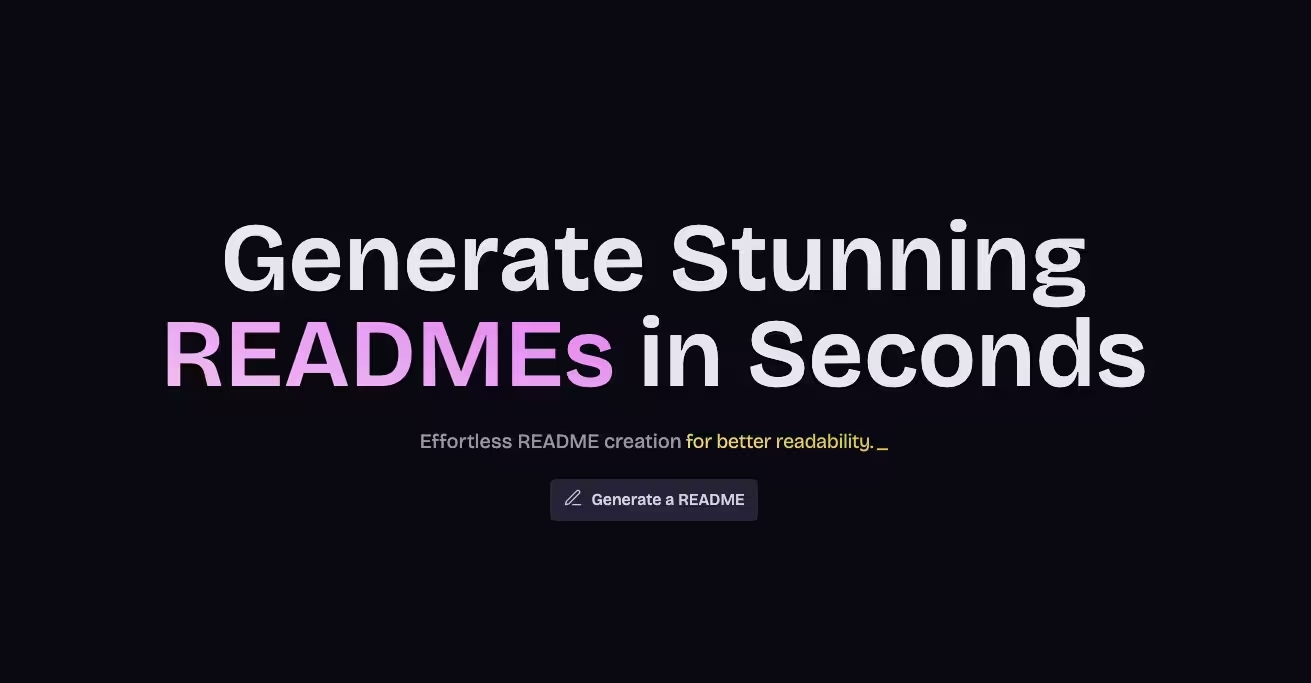 Generate Stunning
READMEs in Seconds
Effortless README creation for better readability._
Generate a README